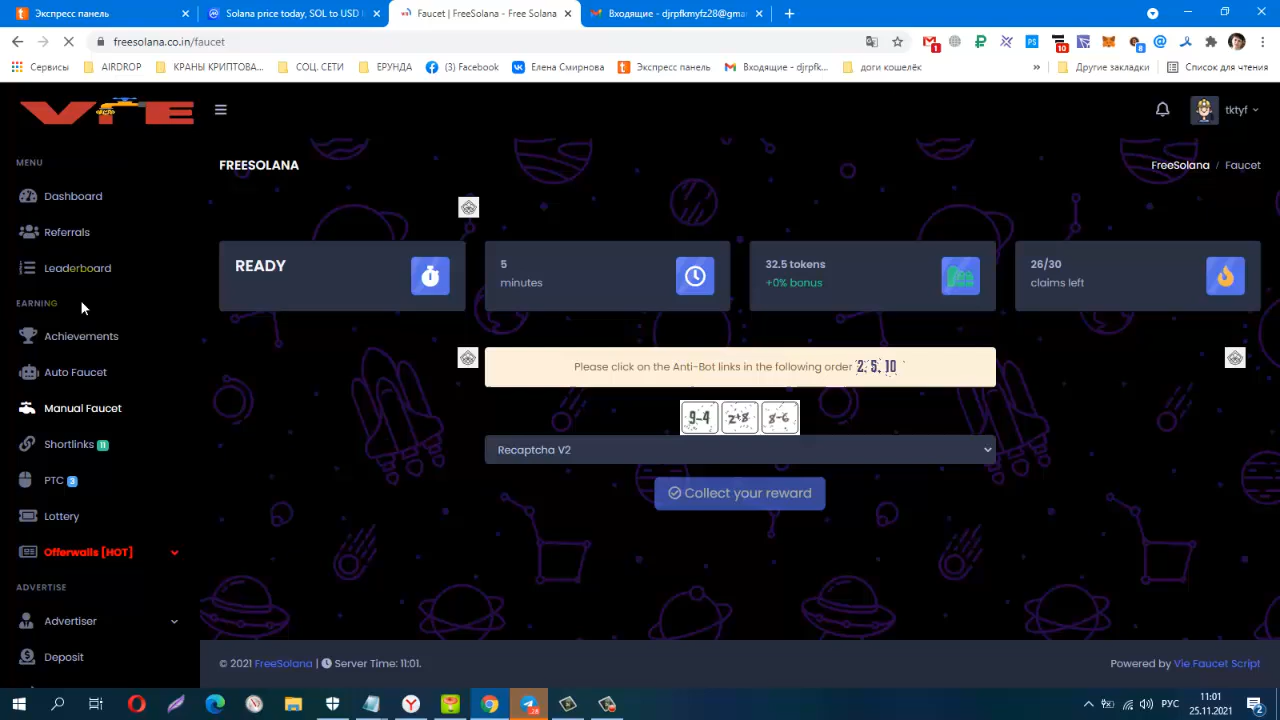 Экспресс панель
Solana price today, SOL to USD l
Faucet | FreeSolana - Free Solana
Входящие - djrpfkmyfz28@gmai
freesolana.co.in/faucet
Сервисы
AIRDROP
КРАНЫ КРИПТОВА...
СОЦ. СЕТИ
ЕРУНДА
(3) Facebook
Елена Смирнова
Экспресс панель
Входящие - djrpfk...
доги кошелёк
»
Другие закладки
Список для чтения
VIE
tktyf
MENU
FREESOLANA
FreeSolana / Faucet
Dashboard
Referrals
Leaderboard
EARNING
Achievements
Auto Faucet
Manual Faucet
Shortlinks 11
PTC 3
Lottery
Offerwalls [HOT]
ADVERTISE
Advertiser
Deposit
READY
5
minutes
32.5 tokens
+0% bonus
26/30
claims left
Please click on the Anti-Bot links in the following order 2, 5, 10
9-4 2+8 8-6
Recaptcha V2
Collect your reward
© 2021 FreeSolana | Server Time: 11:01.
Powered by Vie Faucet Script
РУС
11:01
25.11.2021